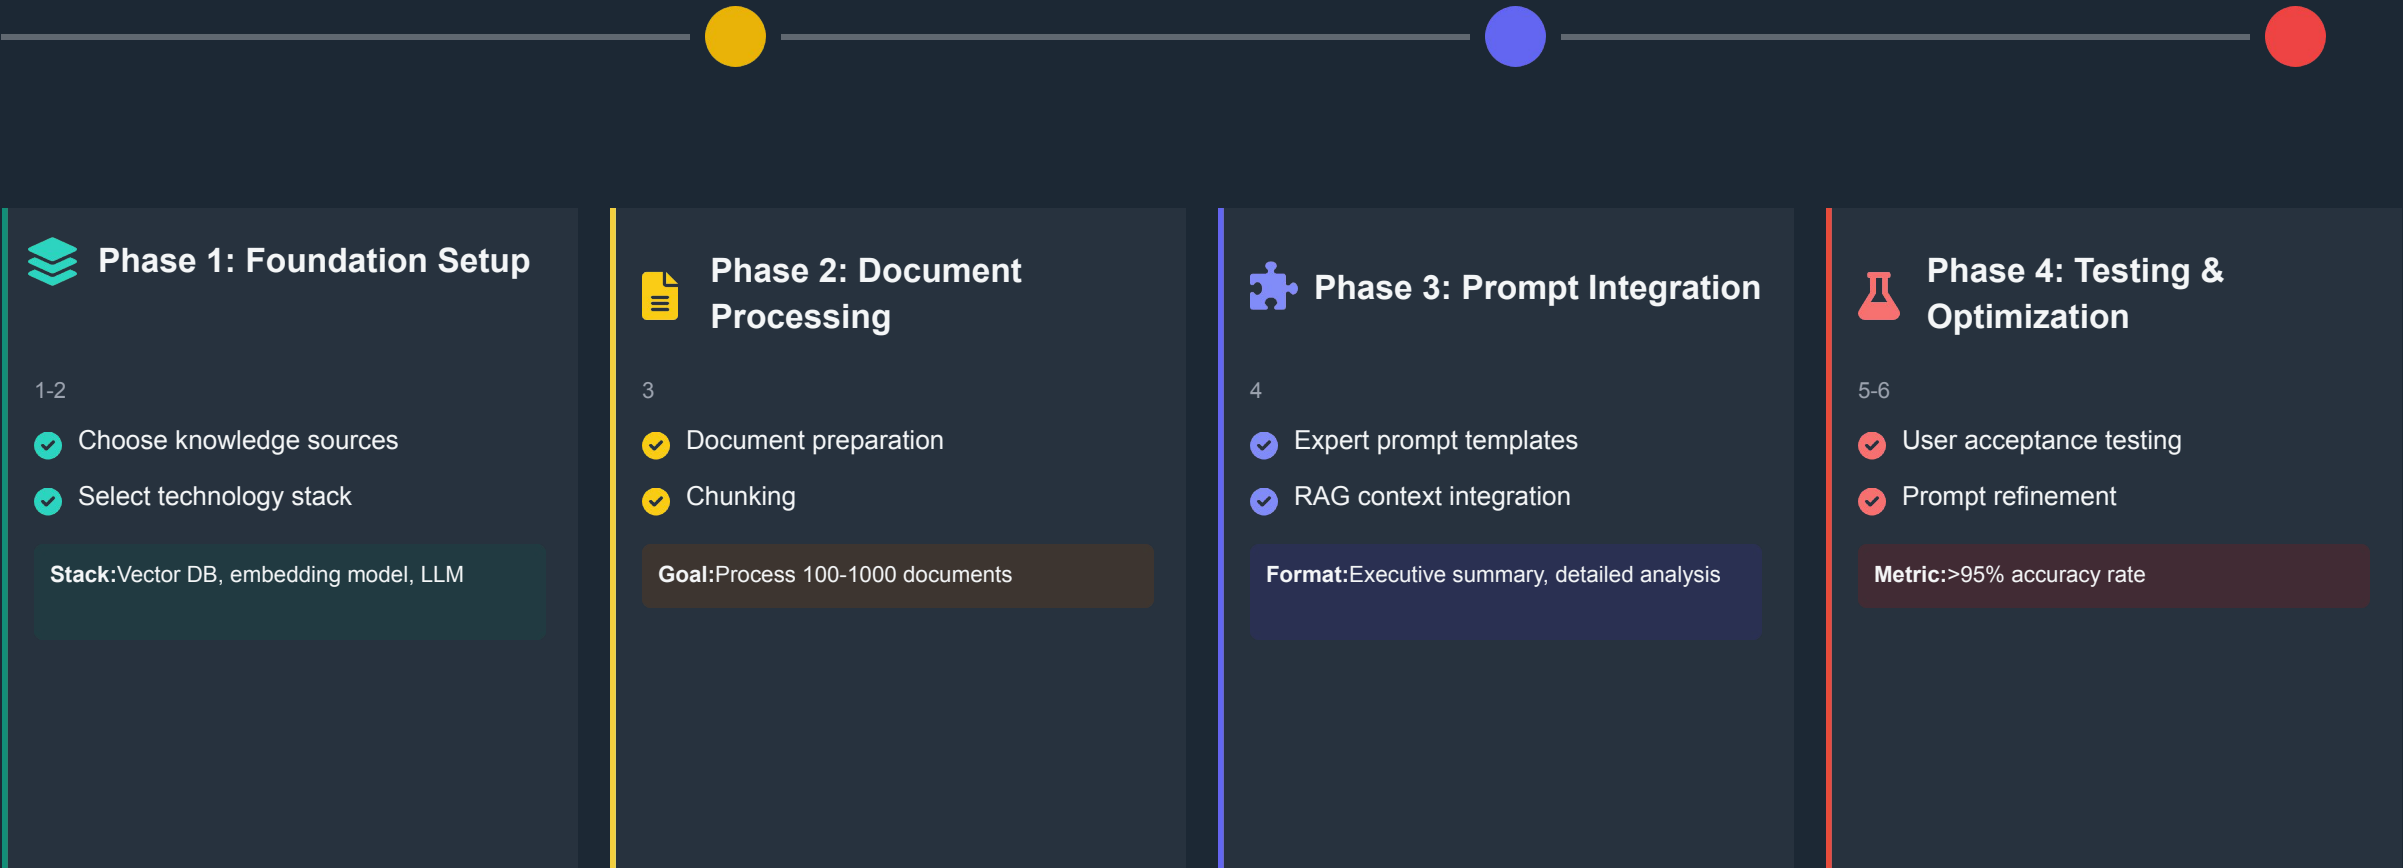 Phase 1: Foundation Setup
1-2
Choose knowledge sources
Select technology stack
Stack:Vector DB, embedding model, LLM
Phase 2: Document
Processing
3
Document preparation
Chunking
Goal:Process 100-1000 documents
Phase 3: Prompt Integration
4
Expert prompt templates
RAG context integration
Format:Executive summary, detailed analysis
Phase 4: Testing &
Optimization
5-6
User acceptance testing
Prompt refinement
Metric:>95% accuracy rate